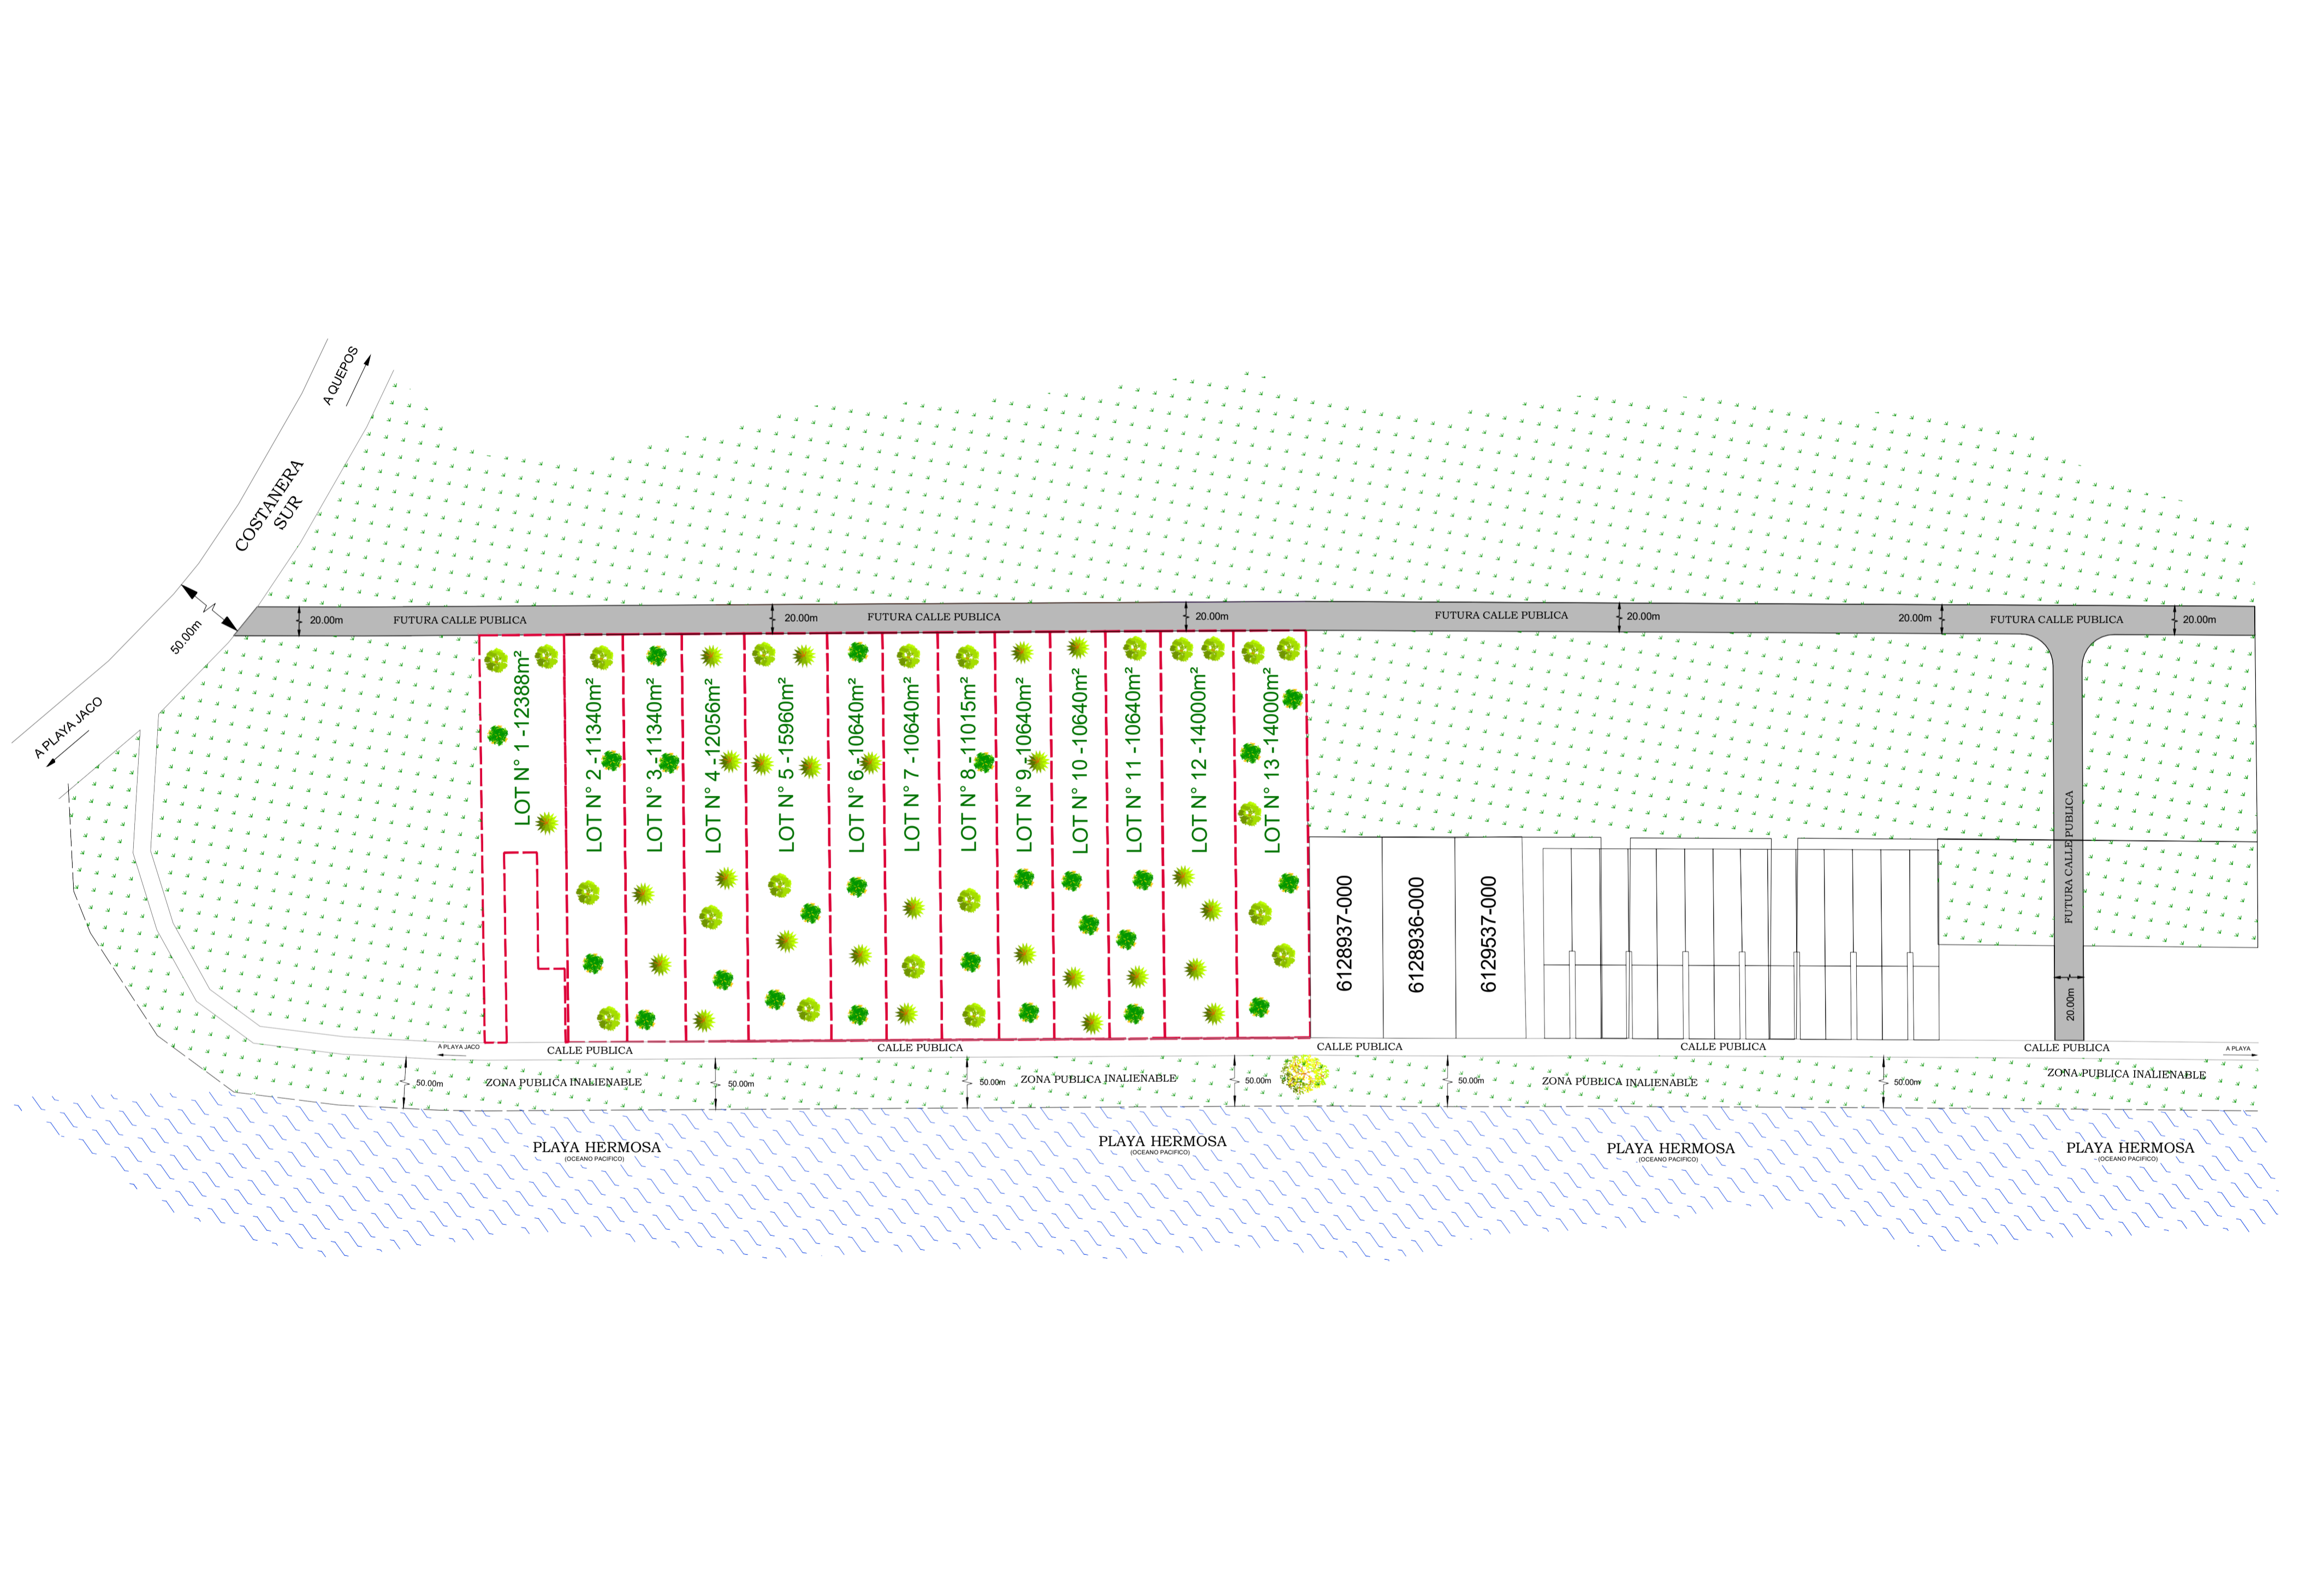 A QUEPOS
COSTANERA
SUR
50.00m
A PLAYA JACO
20.00m
FUTURA CALLE PUBLICA
20.00m
FUTURA CALLE PUBLICA
20.00m
FUTURA CALLE PUBLICA
20.00m
20.00m
FUTURA CALLE PUBLICA
20.00m
LOT N° 1 -12388m²
LOT N° 2 -11340m²
LOT N° 3 -11340m²
LOT N° 4 -12056m²
LOT N° 5 -15960m²
LOT N° 6 -10640m²
LOT N° 7 -10640m²
LOT N° 8 -11015m²
LOT N° 9 -10640m²
LOT N° 10 -10640m²
LOT N° 11 -10640m²
LOT N° 12 -14000m²
LOT N° 13 -14000m²
6128937-000
6128936-000
6129537-000
FUTURA CALLE PUBLICA
20.00m
A PLAYA JACO
CALLE PUBLICA
CALLE PUBLICA
CALLE PUBLICA
CALLE PUBLICA
CALLE PUBLICA
A PLAYA
50.00m
ZONA PUBLICA INALIENABLE
50.00m
50.00m
ZONA PUBLICA INALIENABLE
50.00m
50.00m
ZONA PUBLICA INALIENABLE
50.00m
ZONA PUBLICA INALIENABLE
PLAYA HERMOSA
(OCEANO PACIFICO)
PLAYA HERMOSA
(OCEANO PACIFICO)
PLAYA HERMOSA
(OCEANO PACIFICO)
PLAYA HERMOSA
(OCEANO PACIFICO)